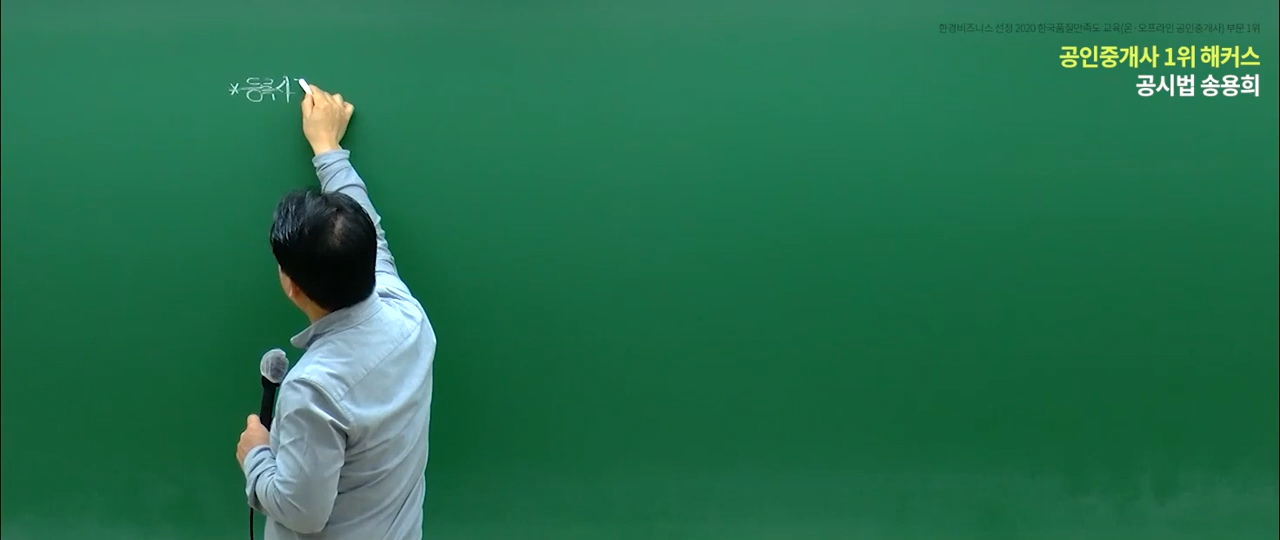 한경비즈니스 선정 2020 한국품질만족도 교육(온·오프라인 공인중개사) 부문 1위
공인중개사 1위 해커스
공시법 송용희
*등록사